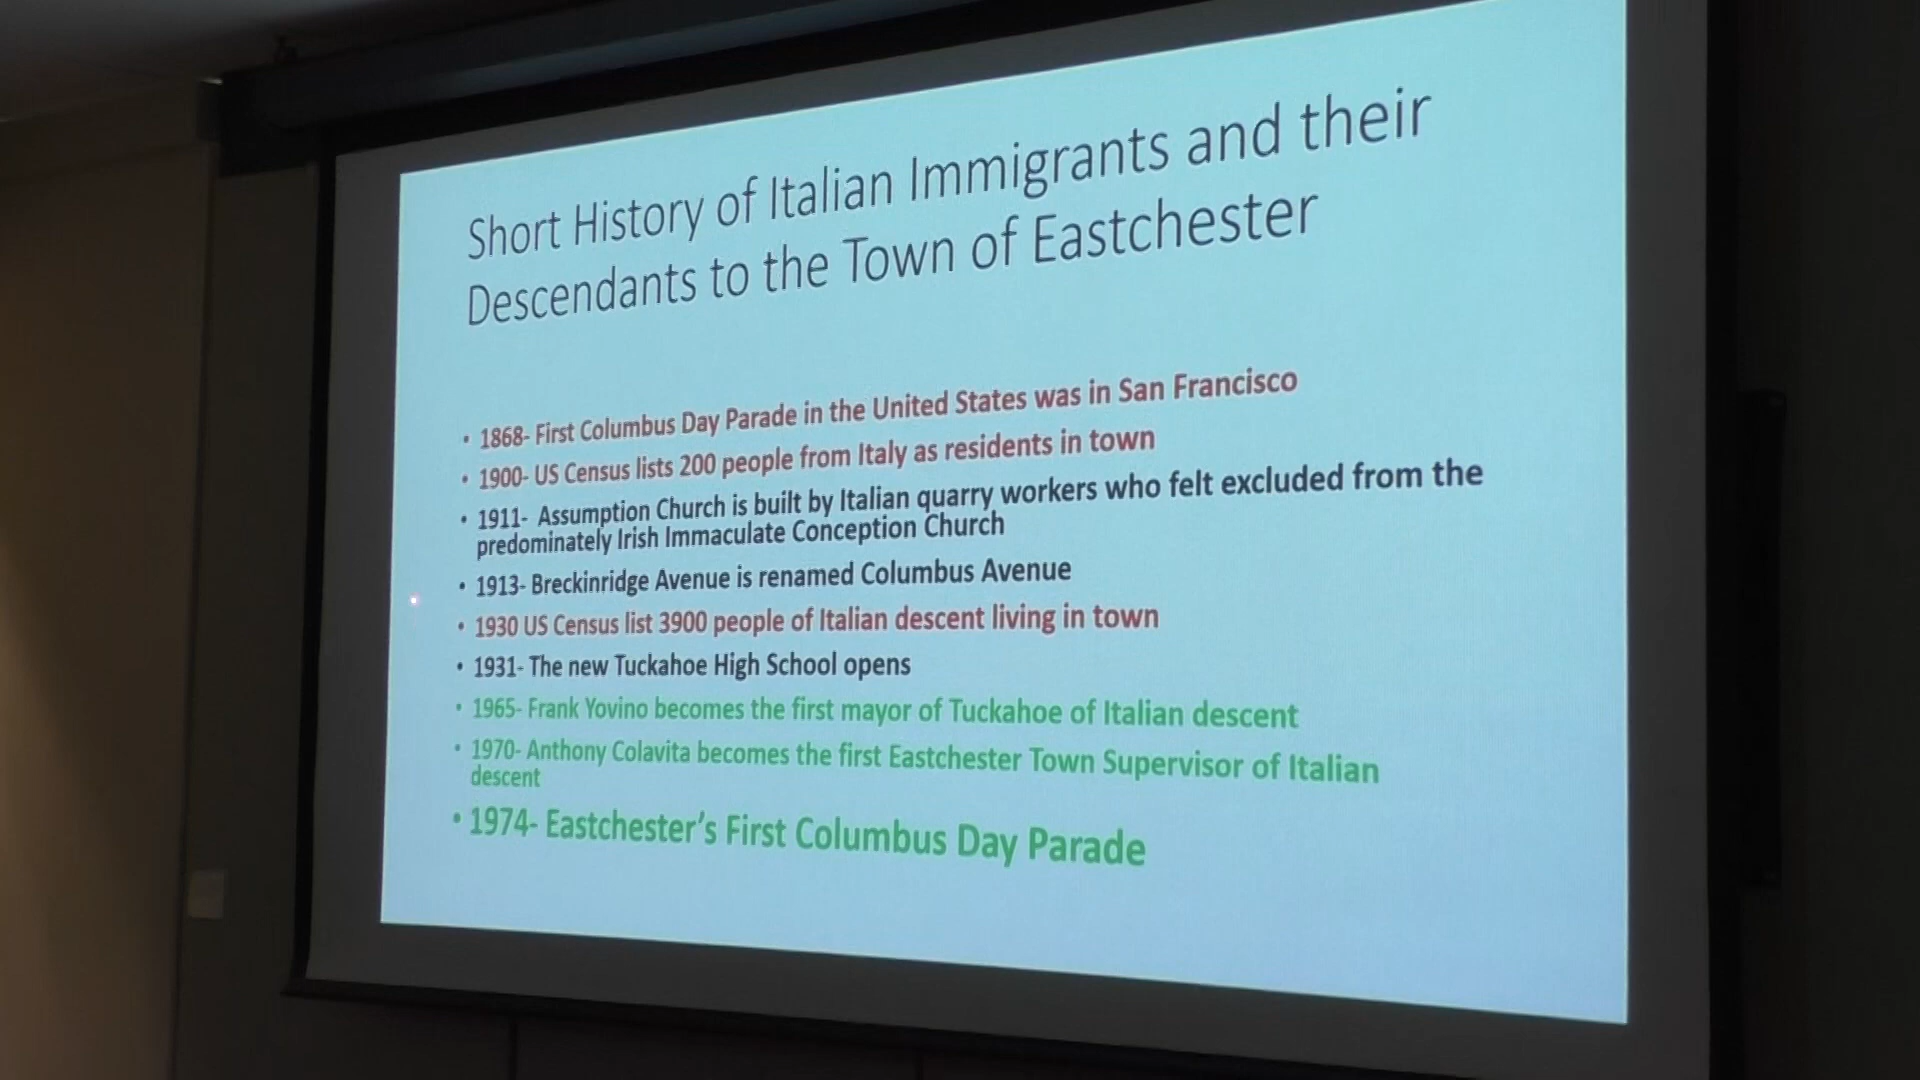 Short History of Italian Immigrants and their
Descendants to the Town of Eastchester
• 1868- First Columbus Day Parade in the United States was in San Francisco
• 1900- US Census lists 200 people from Italy as residents in town
• 1911- Assumption Church is built by Italian quarry workers who felt excluded from the
predominately Irish Immaculate Conception Church
• 1913- Breckinridge Avenue is renamed Columbus Avenue
• 1930 US Census list 3900 people of Italian descent living in town
• 1931- The new Tuckahoe High School opens
• 1965- Frank Yovino becomes the first mayor of Tuckahoe of Italian descent
• 1970- Anthony Colavita becomes the first Eastchester Town Supervisor of Italian
descent
• 1974- Eastchester's First Columbus Day Parade